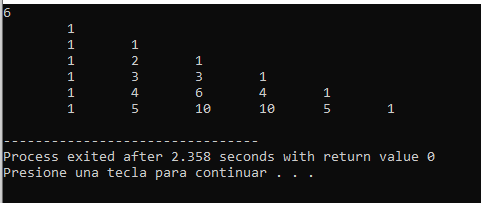 6
1
1 1
1 2 1
1 3 3 1
1 4 6 4 1
1 5 10 10 5 1
--------------------------------
Process exited after 2.358 seconds with return value 0
Presione una tecla para continuar . . .